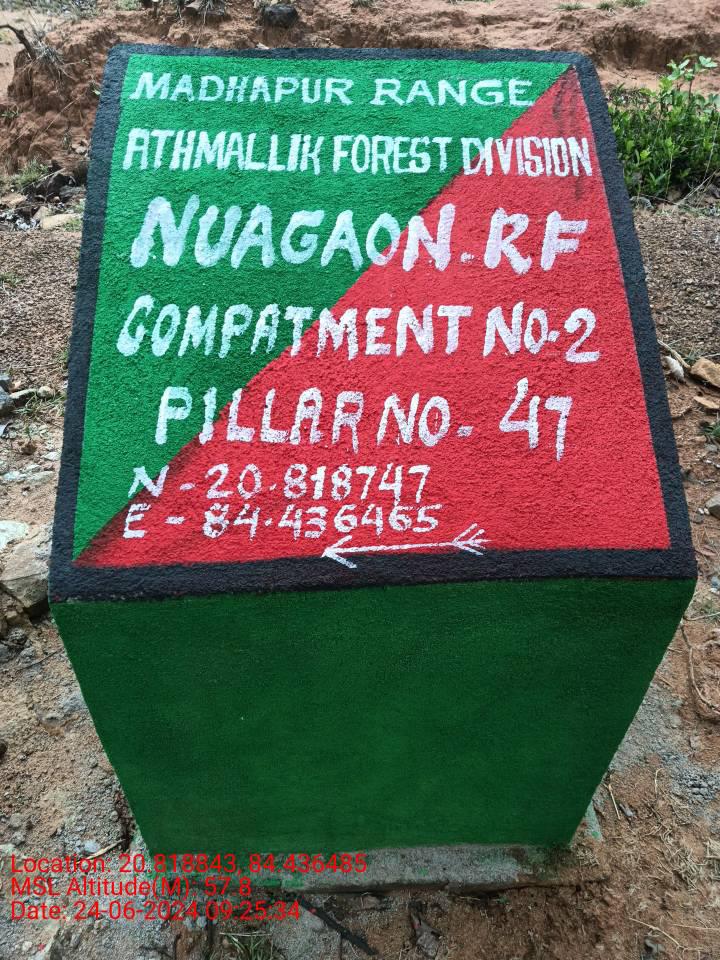 MADHAPUR RANGE
ATHMALLIK FOREST DIVISION
NUAGAON-RF
COMPATMENT NO-2
PILLAR NO- 47
N - 20.818747
E - 84.436465
Location: 20.818843, 84.436485
MSL Altitude(M): 57.8
Date: 24-06-2024 09:25:34